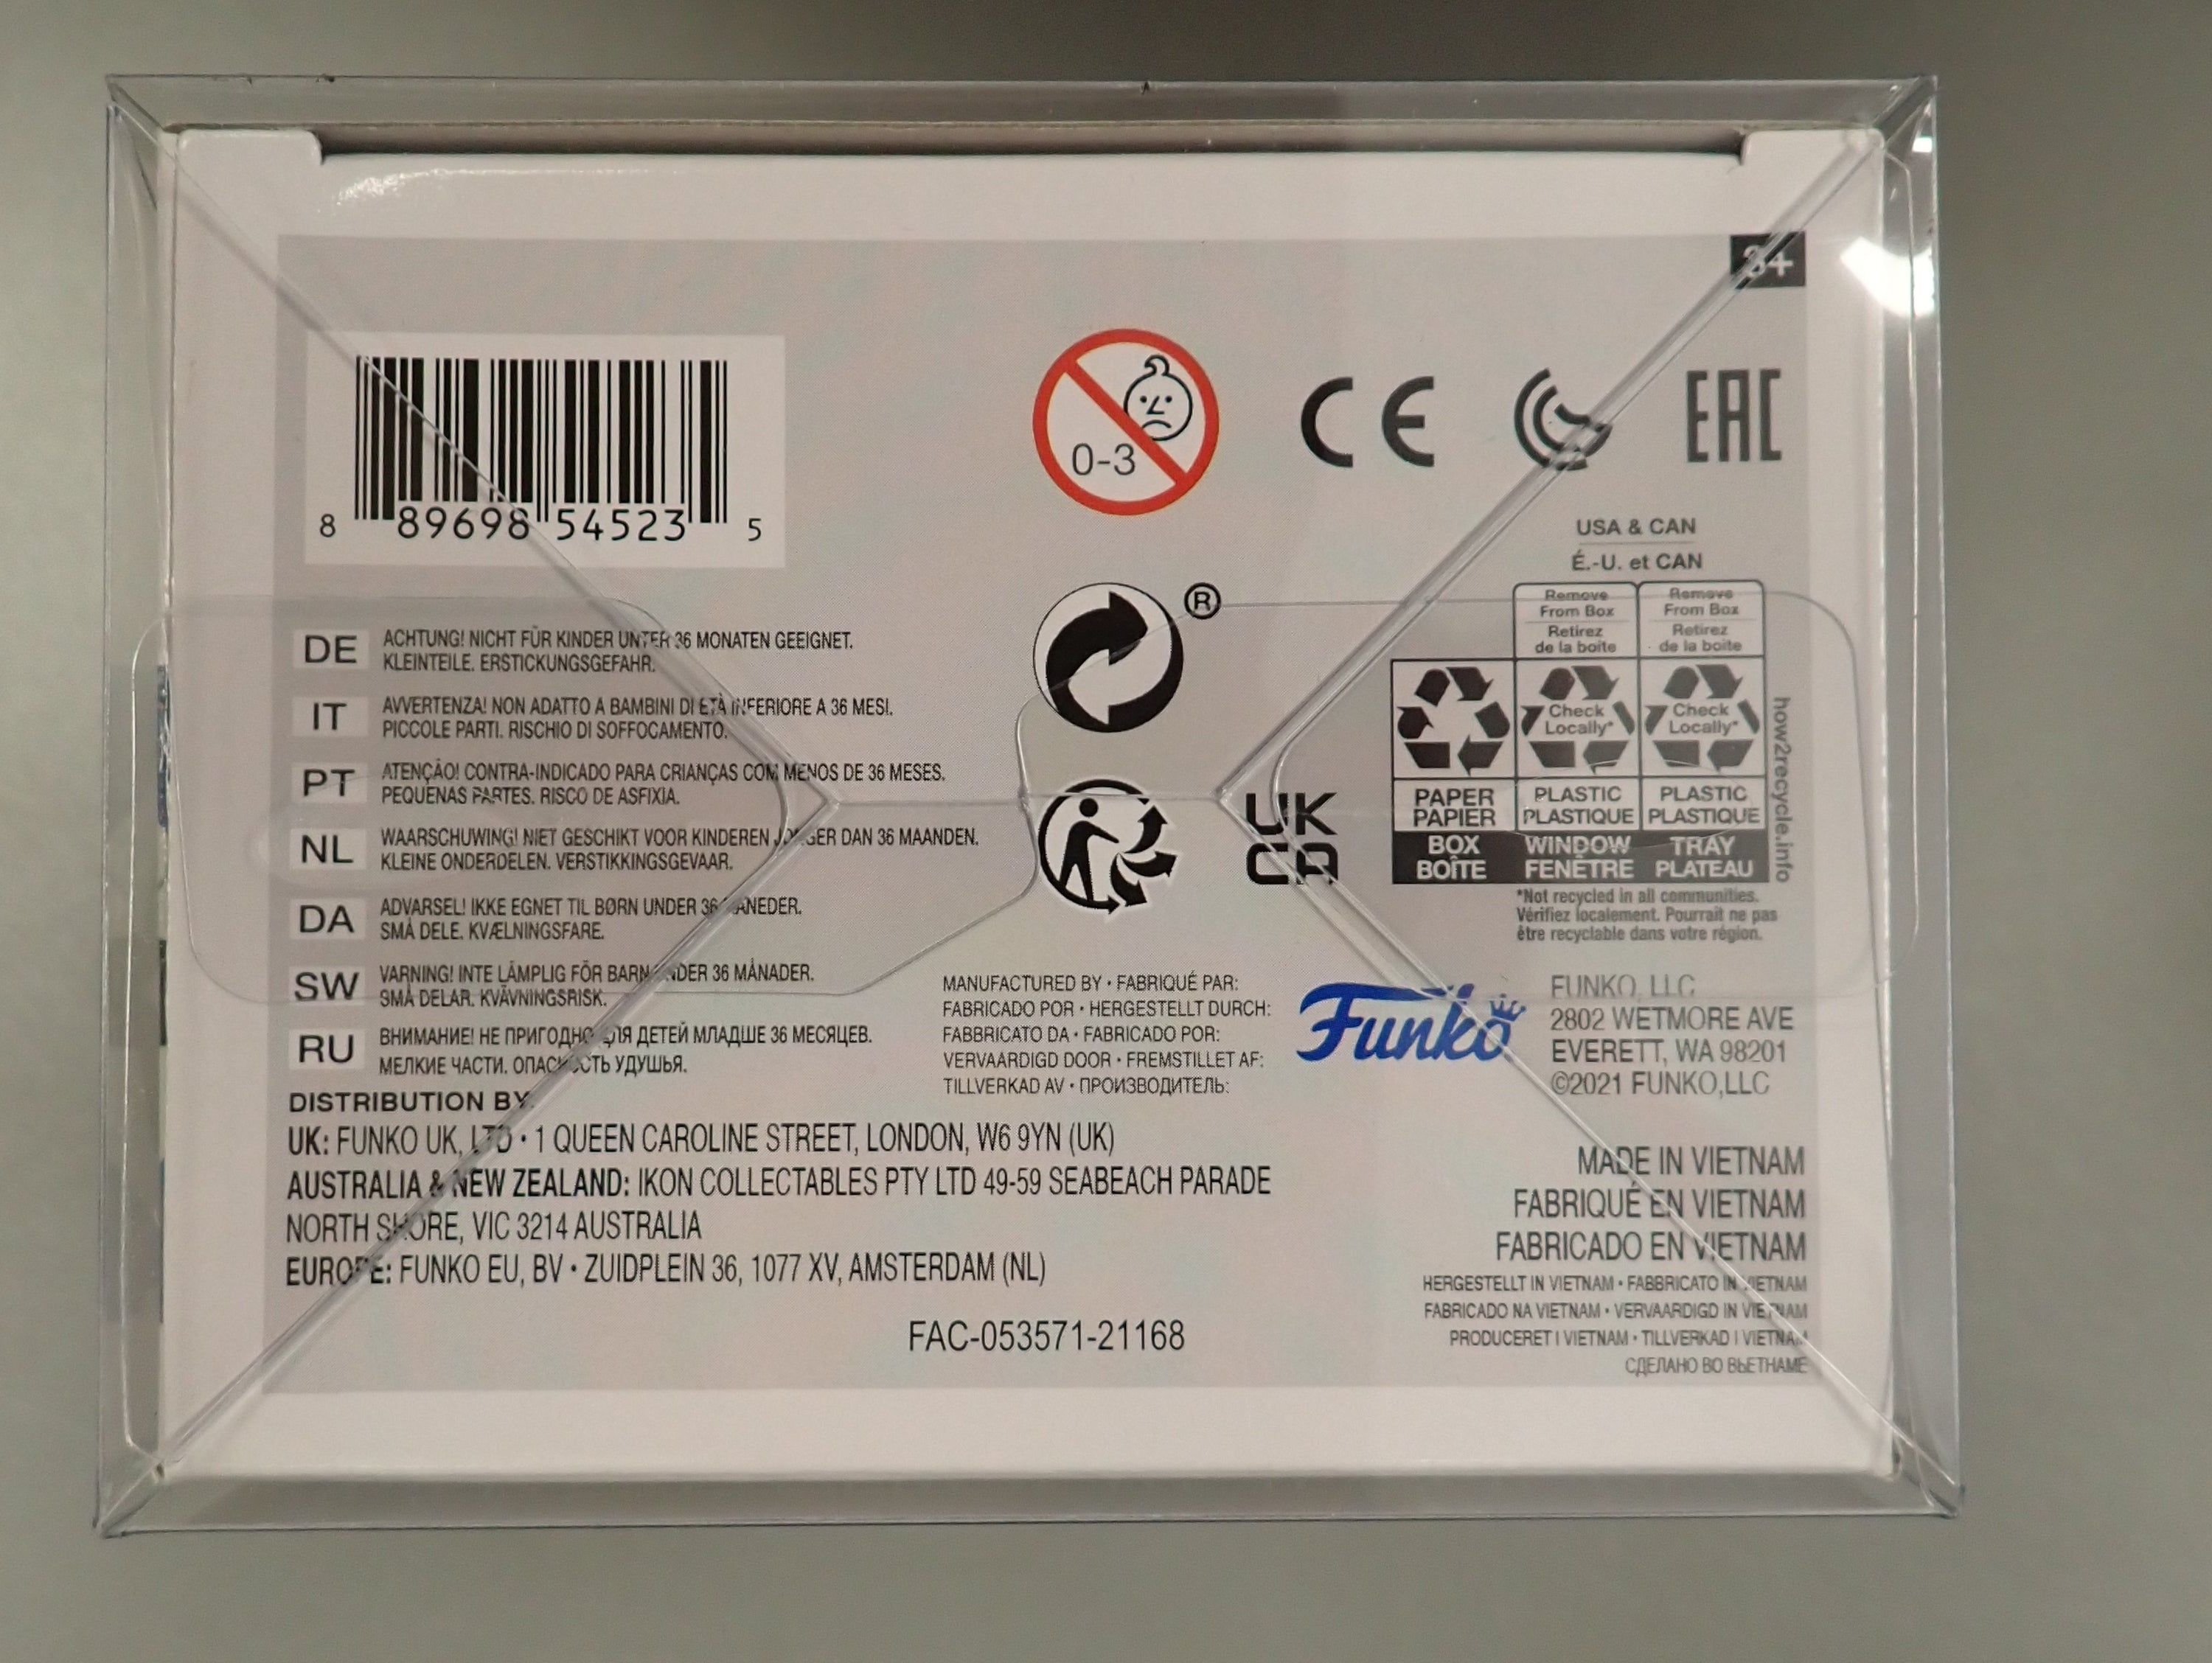 3+
8 89698 54523 5
0-3
CE
EAC
USA & CAN
É.-U. et CAN
Remove From Box
Retirez de la boîte
Remove From Box
Retirez de la boîte
Check Locally*
Check Locally*
PAPER PAPIER
PLASTIC PLASTIQUE
PLASTIC PLASTIQUE
BOX BOÎTE
WINDOW FENÊTRE
TRAY PLATEAU
how2recycle.info
*Not recycled in all communities.
Vérifiez localement. Pourrait ne pas
être recyclable dans votre région.
®
UK
CA
DE ACHTUNG! NICHT FÜR KINDER UNTER 36 MONATEN GEEIGNET.
KLEINTEILE. ERSTICKUNGSGEFAHR.
IT AVVERTENZA! NON ADATTO A BAMBINI DI ETÀ INFERIORE A 36 MESI.
PICCOLE PARTI. RISCHIO DI SOFFOCAMENTO.
PT ATENÇÃO! CONTRA-INDICADO PARA CRIANÇAS COM MENOS DE 36 MESES.
PEQUENAS PARTES. RISCO DE ASFIXIA.
NL WAARSCHUWING! NIET GESCHIKT VOOR KINDEREN JONGER DAN 36 MAANDEN.
KLEINE ONDERDELEN. VERSTIKKINGSGEVAAR.
DA ADVARSEL! IKKE EGNET TIL BØRN UNDER 36 MÅNEDER.
SMÅ DELE. KVÆLNINGSFARE.
SW VARNING! INTE LÄMPLIG FÖR BARN UNDER 36 MÅNADER.
SMÅ DELAR. KVÄVNINGSRISK.
RU ВНИМАНИЕ! НЕ ПРИГОДНО ДЛЯ ДЕТЕЙ МЛАДШЕ 36 МЕСЯЦЕВ.
МЕЛКИЕ ЧАСТИ. ОПАСНОСТЬ УДУШЬЯ.
MANUFACTURED BY • FABRIQUÉ PAR:
FABRICADO POR • HERGESTELLT DURCH:
FABBRICATO DA • FABRICADO POR:
VERVAARDIGD DOOR • FREMSTILLET AF:
TILLVERKAD AV • ПРОИЗВОДИТЕЛЬ:
Funko
FUNKO, LLC
2802 WETMORE AVE
EVERETT, WA 98201
©2021 FUNKO,LLC
DISTRIBUTION BY:
UK: FUNKO UK, LTD • 1 QUEEN CAROLINE STREET, LONDON, W6 9YN (UK)
AUSTRALIA & NEW ZEALAND: IKON COLLECTABLES PTY LTD 49-59 SEABEACH PARADE
NORTH SHORE, VIC 3214 AUSTRALIA
EUROPE: FUNKO EU, BV • ZUIDPLEIN 36, 1077 XV, AMSTERDAM (NL)
MADE IN VIETNAM
FABRIQUÉ EN VIETNAM
FABRICADO EN VIETNAM
HERGESTELLT IN VIETNAM • FABBRICATO IN VIETNAM
FABRICADO NA VIETNAM • VERVAARDIGD IN VIETNAM
PRODUCERET I VIETNAM • TILLVERKAD I VIETNAM
СДЕЛАНО ВО ВЬЕТНАМЕ
FAC-053571-21168